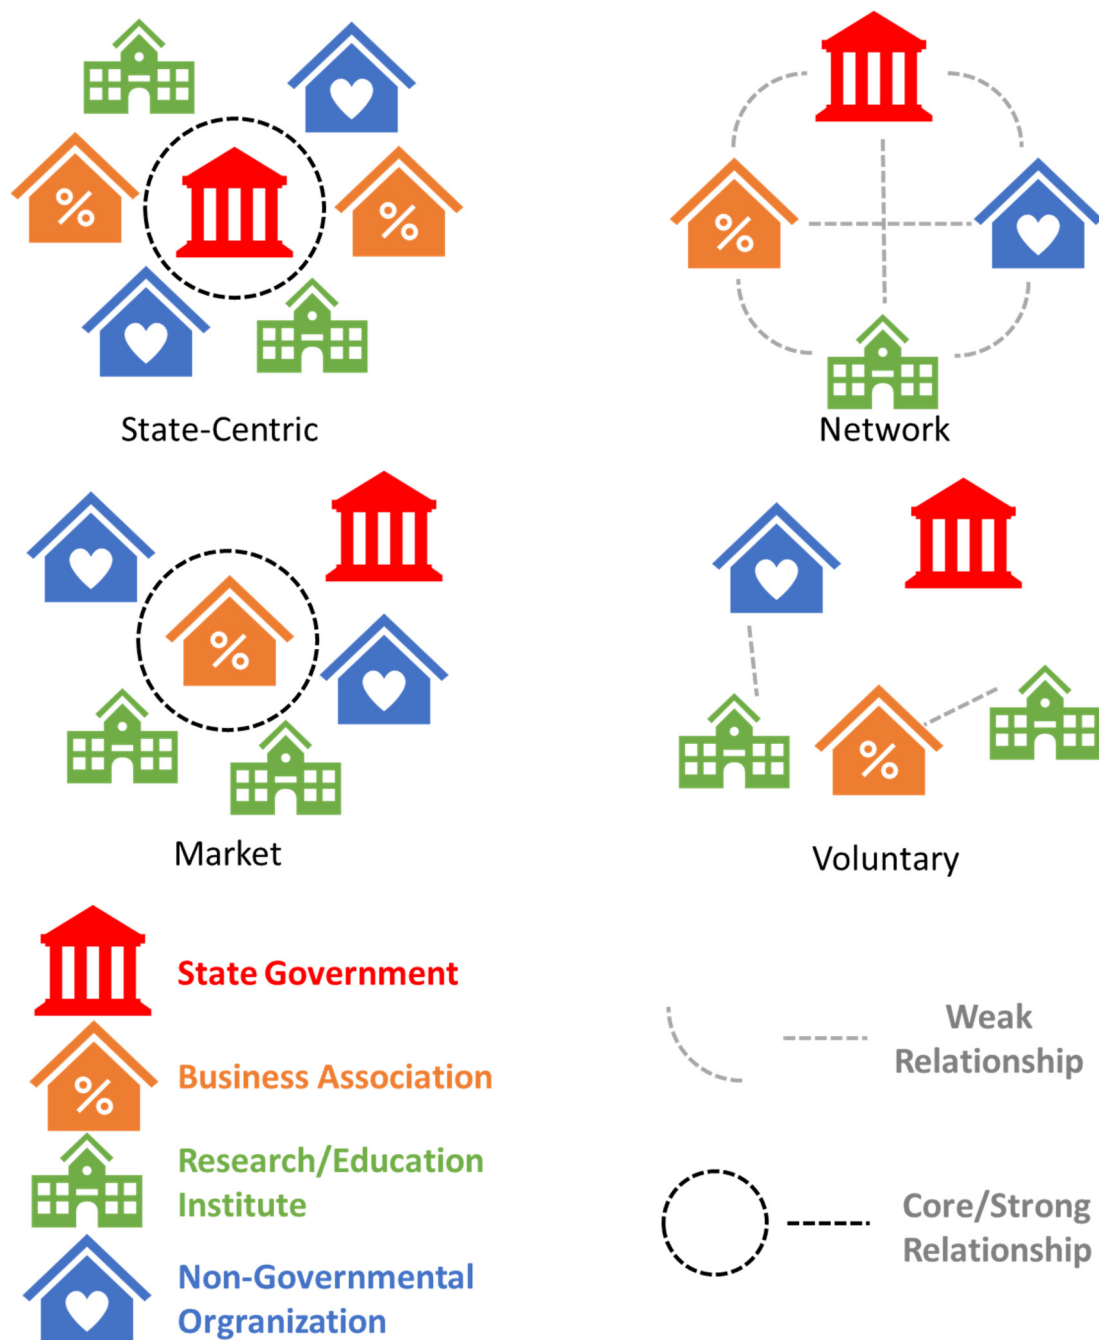 State-Centric
Network
Market
Voluntary
State Government
Business Association
Research/Education
Institute
Non-Governmental
Orgranization
Weak
Relationship
Core/Strong
Relationship